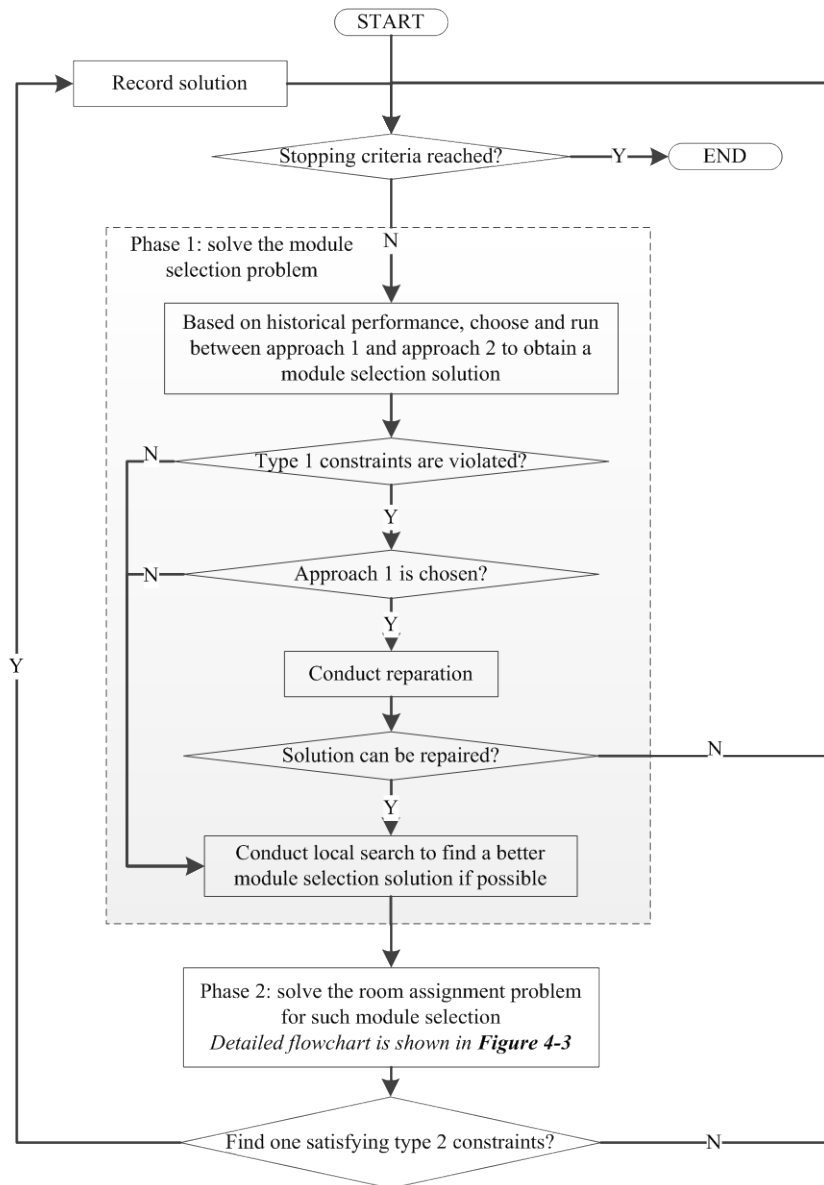 START
Record solution
Stopping criteria reached?
Y
END
N
Phase 1: solve the module
selection problem
Based on historical performance, choose and run
between approach 1 and approach 2 to obtain a
module selection solution
N
Type 1 constraints are violated?
Y
N
Approach 1 is chosen?
Y
Y
Conduct reparation
Solution can be repaired?
N
Y
Conduct local search to find a better
module selection solution if possible
Phase 2: solve the room assignment problem
for such module selection
Detailed flowchart is shown in Figure 4-3
Find one satisfying type 2 constraints?
N